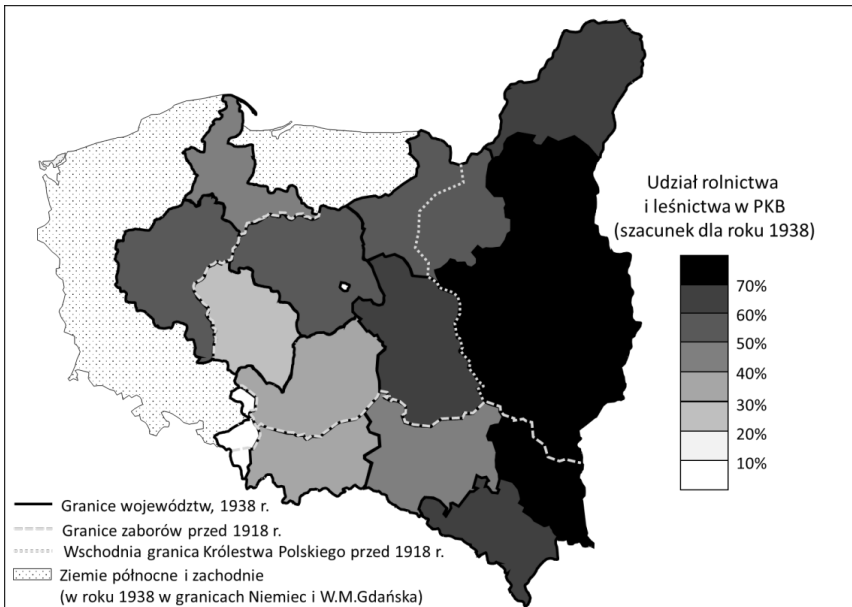 Udział rolnictwa
i leśnictwa w PKB
(szacunek dla roku 1938)
70%
60%
50%
40%
30%
20%
10%
Granice województw, 1938 r.
Granice zaborów przed 1918 r.
Wschodnia granica Królestwa Polskiego przed 1918 r.
Ziemie północne i zachodnie
(w roku 1938 w granicach Niemiec i W.M.Gdańska)